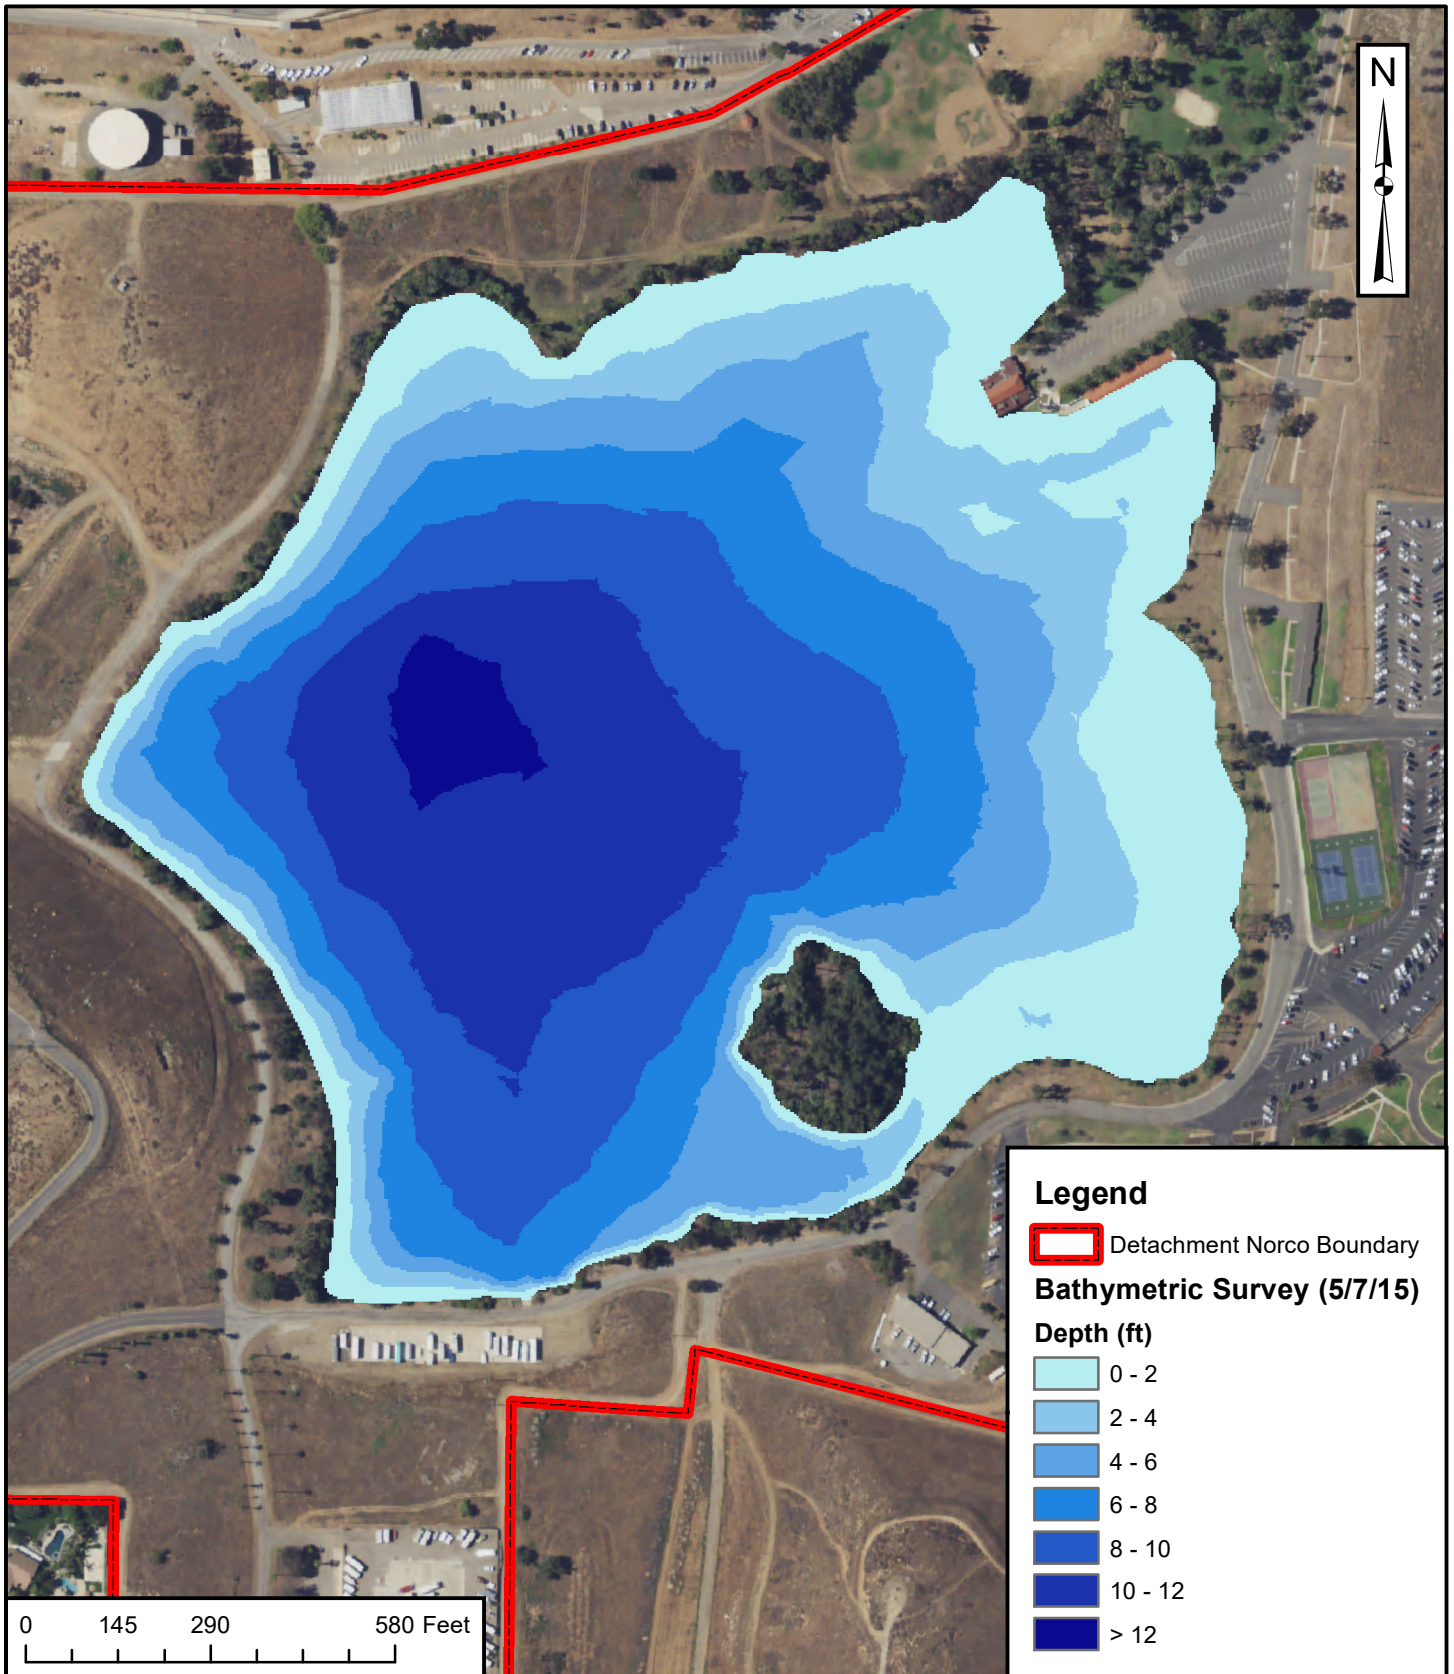 N
Legend
Detachment Norco Boundary
Bathymetric Survey (5/7/15)
Depth (ft)
0 - 2
2 - 4
4 - 6
6 - 8
8 - 10
10 - 12
> 12
0 145 290 580 Feet